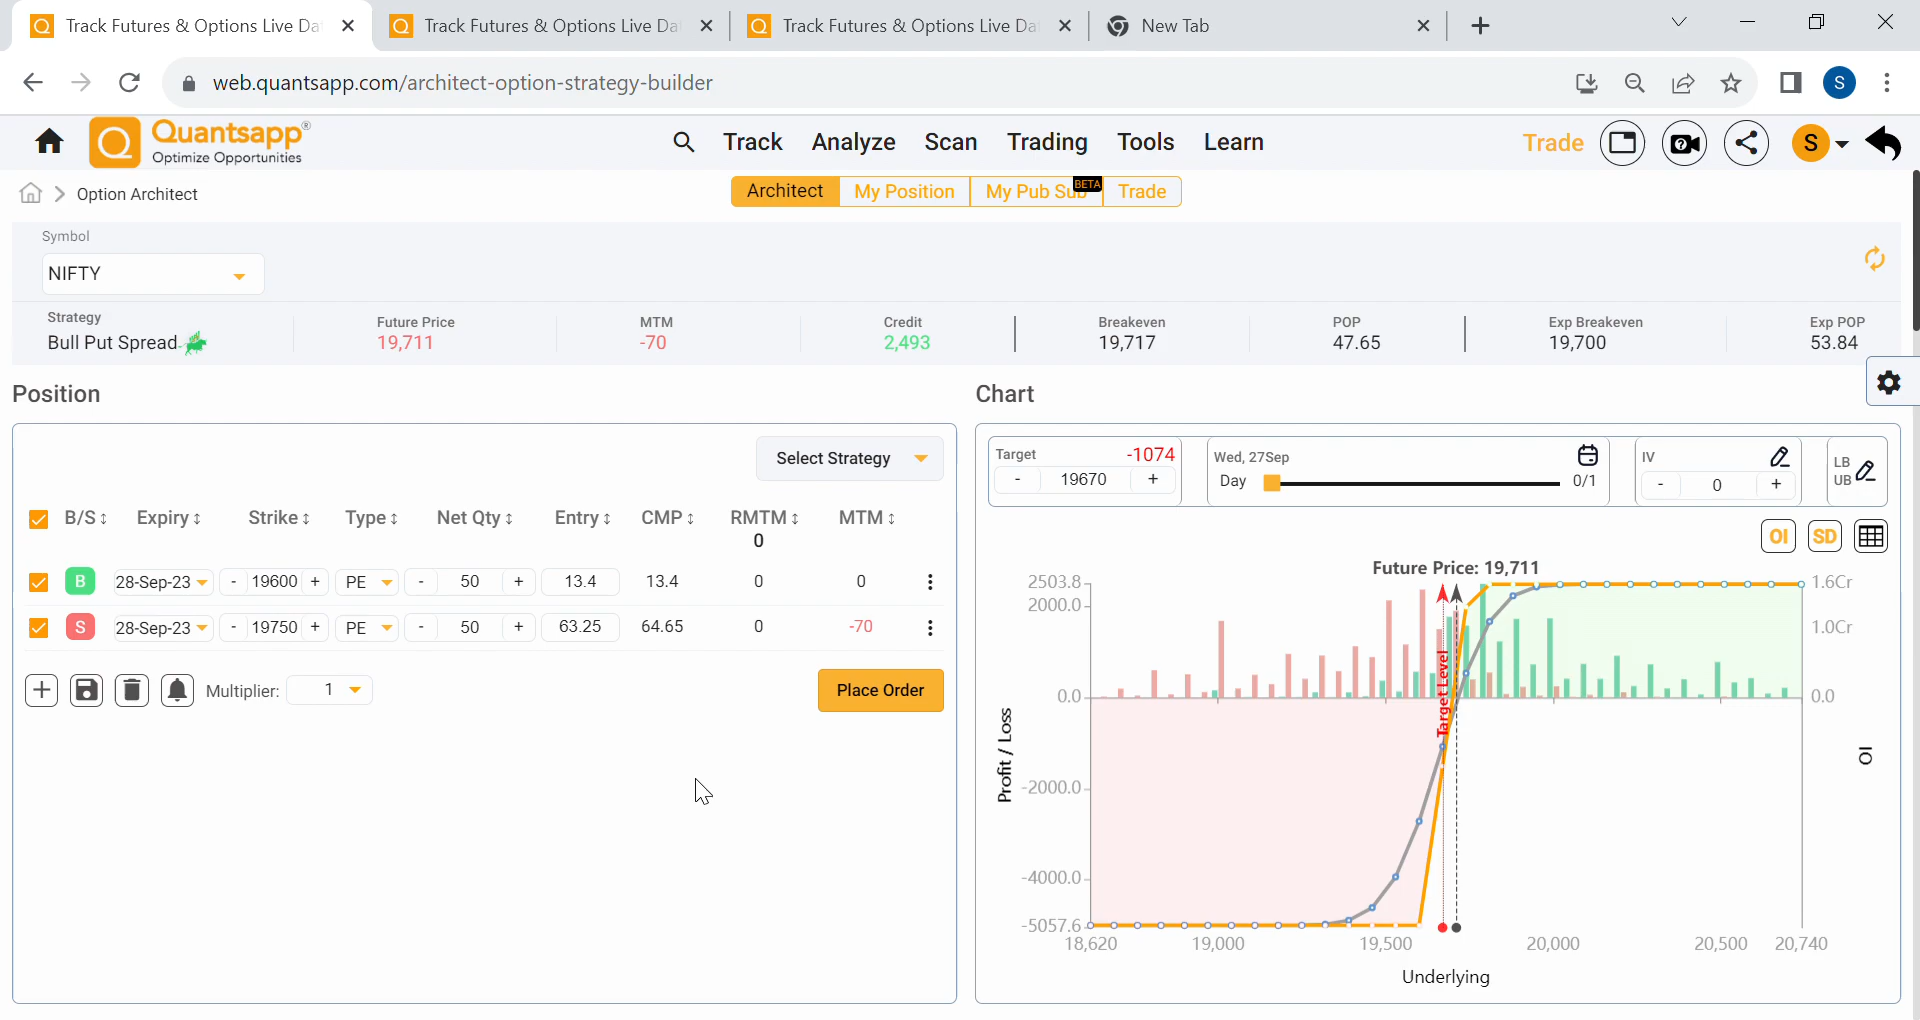 Track Futures & Options Live Da
Track Futures & Options Live Da
Track Futures & Options Live Da
New Tab
web.quantsapp.com/architect-option-strategy-builder
S
Quantsapp®
Optimize Opportunities
Track Analyze Scan Trading Tools Learn
Trade
S
Option Architect
Architect My Position My Pub Sub BETA Trade
Symbol
NIFTY
Strategy
Bull Put Spread
Future Price
19,711
MTM
-70
Credit
2,493
Breakeven
19,717
POP
47.65
Exp Breakeven
19,700
Exp POP
53.84
Position
Select Strategy
B/S Expiry Strike Type Net Qty Entry CMP RMTM MTM
0
B 28-Sep-23 - 19600 + PE - 50 + 13.4 13.4 0 0
S 28-Sep-23 - 19750 + PE - 50 + 63.25 64.65 0 -70
Multiplier: 1
Place Order
Chart
Target -1074
- 19670 +
Wed, 27Sep
Day 0/1
IV
- 0 +
LB
UB
OI SD
Future Price: 19,711
2503.8
2000.0
0.0
-2000.0
-4000.0
-5057.6
Profit / Loss
Target Level
1.6Cr
1.0Cr
0.0
OI
18,620 19,000 19,500 20,000 20,500 20,740
Underlying